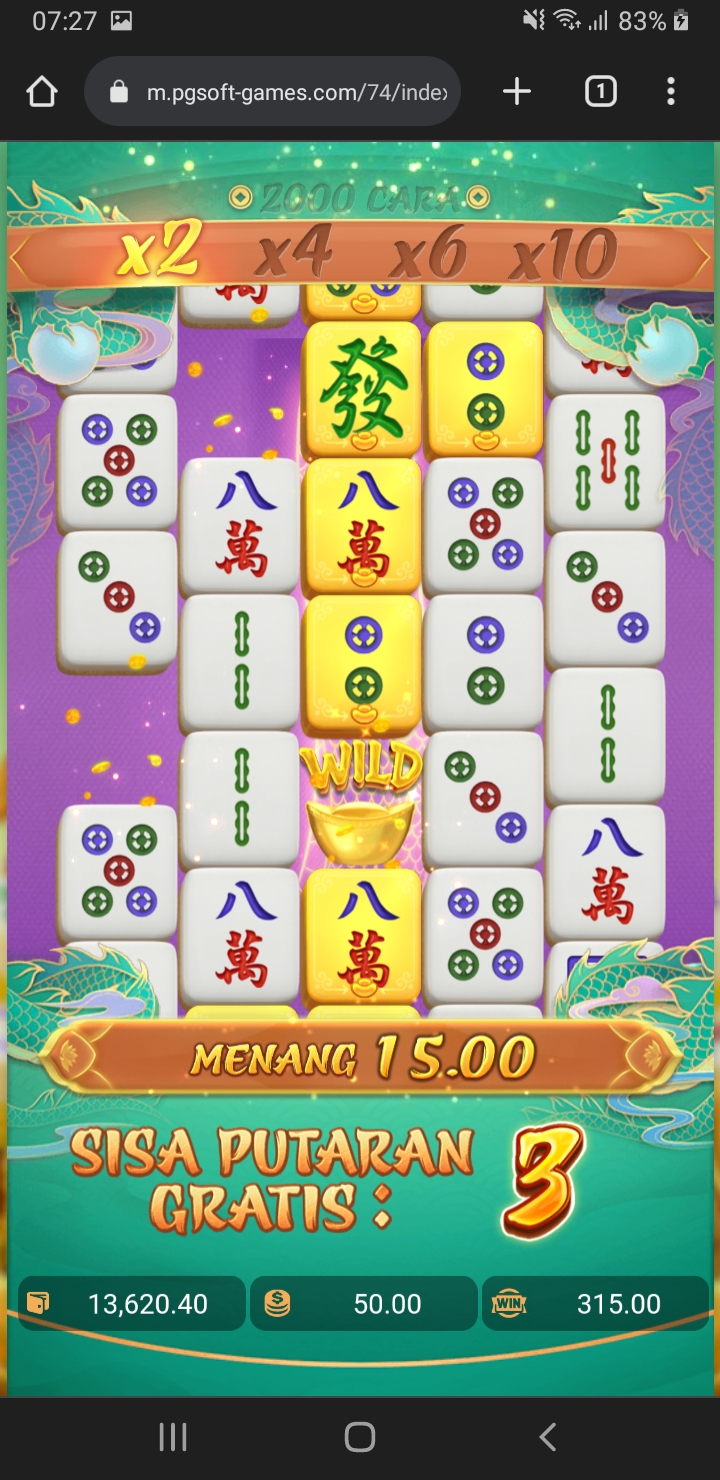 07:27
83%
m.pgsoft-games.com/74/index
1
2000 CARA
x2 x4 x6 x10
萬
發
八 八
萬 萬
WILD
八
萬
八 八
萬 萬
MENANG 15.00
SISA PUTARAN
GRATIS : 3
13,620.40 50.00 WIN 315.00